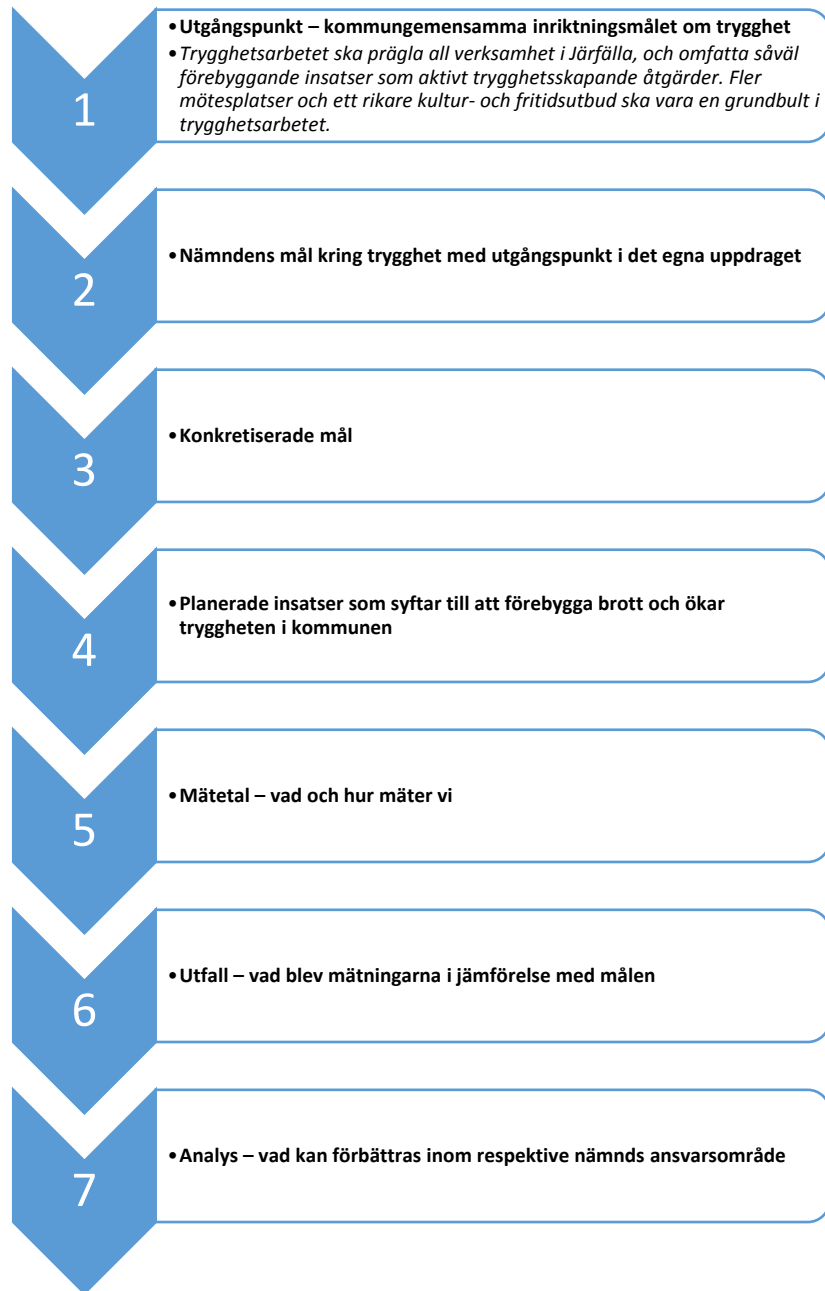 1
•Utgångspunkt – kommungemensamma inriktningsmålet om trygghet
•Trygghetsarbetet ska prägla all verksamhet i Järfälla, och omfatta såväl
förebyggande insatser som aktivt trygghetsskapande åtgärder. Fler
mötesplatser och ett rikare kultur- och fritidsutbud ska vara en grundbult i
trygghetsarbetet.
2
•Nämndens mål kring trygghet med utgångspunkt i det egna uppdraget
3
•Konkretiserade mål
4
•Planerade insatser som syftar till att förebygga brott och ökar
tryggheten i kommunen
5
•Mätetal – vad och hur mäter vi
6
•Utfall – vad blev mätningarna i jämförelse med målen
7
•Analys – vad kan förbättras inom respektive nämnds ansvarsområde